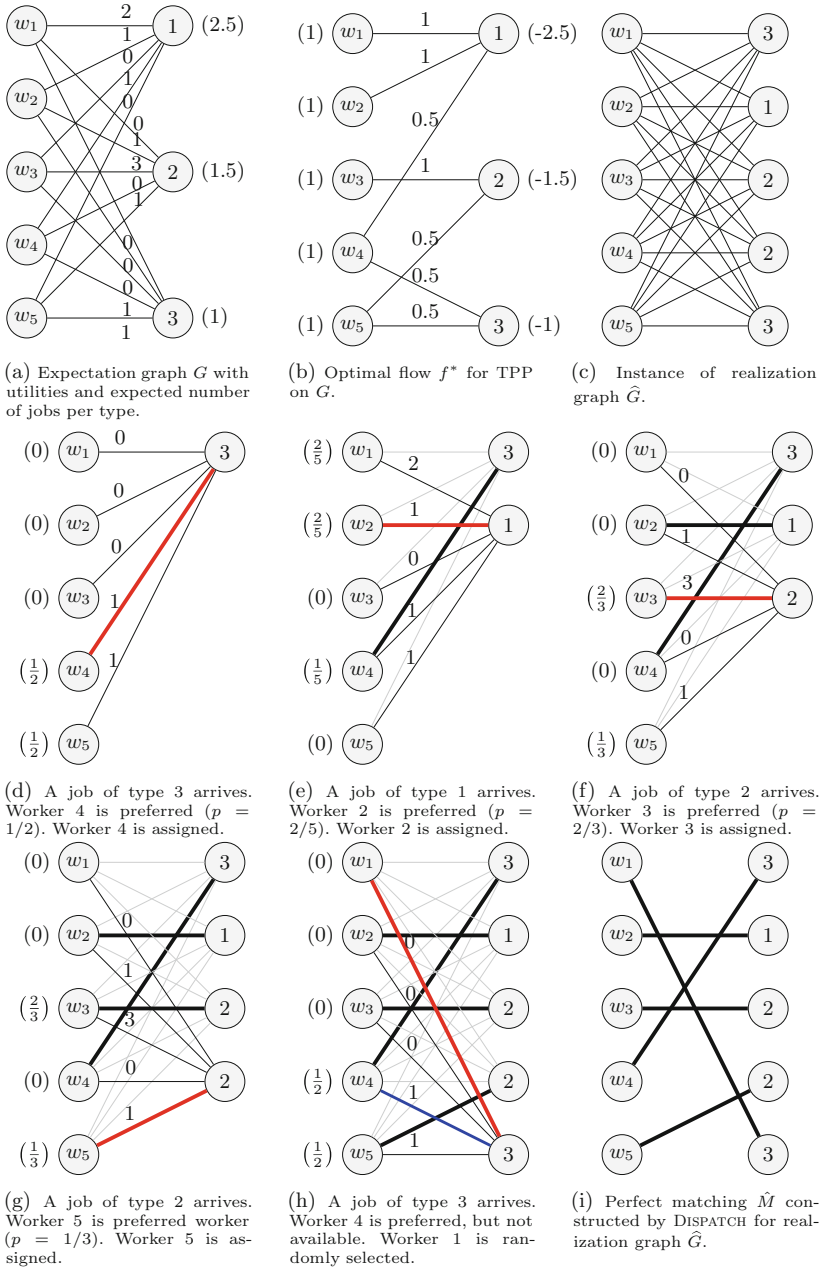 w1 2 1 (2.5)
1
0
w2 1
0
0
1
w3 3 2 (1.5)
0
1
w4 0
0
0
w5 1 3 (1)
1
(a) Expectation graph G with
utilities and expected number
of jobs per type.
(1) w1 1 1 (-2.5)
1
(1) w2
0.5
(1) w3 1 2 (-1.5)
(1) w4 0.5
0.5
(1) w5 0.5 3 (-1)
(b) Optimal flow f* for TPP
on G.
w1 3
w2 1
w3 2
w4 2
w5 3
(c) Instance of realization
graph Ĝ.
(0) w1 0 3
(0) w2 0
(0) w3 0
(1/2) w4 1
(1/2) w5 1
(d) A job of type 3 arrives.
Worker 4 is preferred (p =
1/2). Worker 4 is assigned.
(2/5) w1 2 3
(2/5) w2 1 1
(0) w3 0
(1/5) w4 1
(0) w5 1
(e) A job of type 1 arrives.
Worker 2 is preferred (p =
2/5). Worker 2 is assigned.
(0) w1 0 3
(0) w2 1 1
(2/3) w3 3 2
(0) w4 0
(1/3) w5 1
(f) A job of type 2 arrives.
Worker 3 is preferred (p =
2/3). Worker 3 is assigned.
(0) w1 3
(0) w2 0 1
1
(2/3) w3 3 2
(0) w4 0 2
(1/3) w5 1
(g) A job of type 2 arrives.
Worker 5 is preferred worker
(p = 1/3). Worker 5 is as-
signed.
(0) w1 3
(0) w2 0 1
(0) w3 0 2
0
(1/2) w4 1 2
(1/2) w5 1 3
(h) A job of type 3 arrives.
Worker 4 is preferred, but not
available. Worker 1 is ran-
domly selected.
w1 3
w2 1
w3 2
w4 2
w5 3
(i) Perfect matching M̂ con-
structed by DISPATCH for real-
ization graph Ĝ.